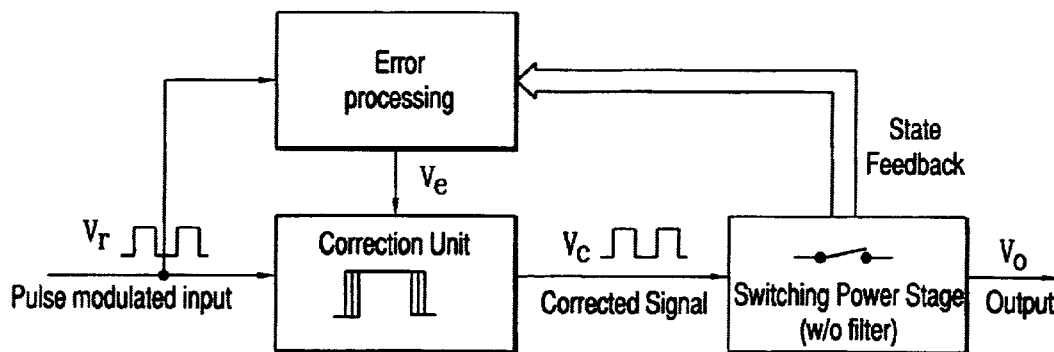 Error
processing
State
Feedback
Ve
Vr
Correction Unit
Vc
Vo
Pulse modulated input
Corrected Signal
Switching Power Stage
(w/o filter)
Output